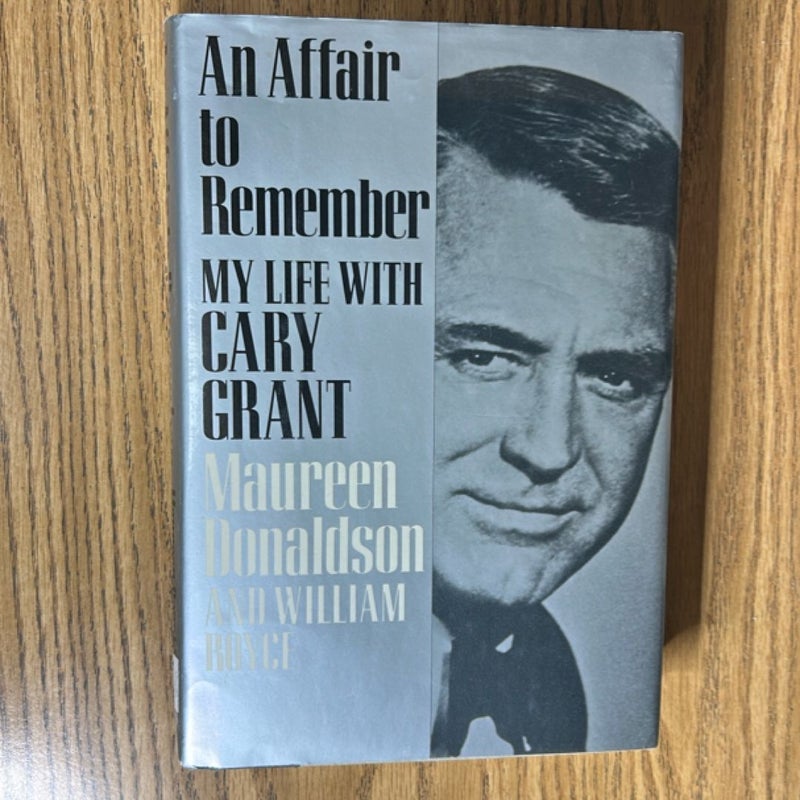 An Affair
to
Remember
MY LIFE WITH
CARY
GRANT
Maureen
Donaldson
AND WILLIAM
ROYCE